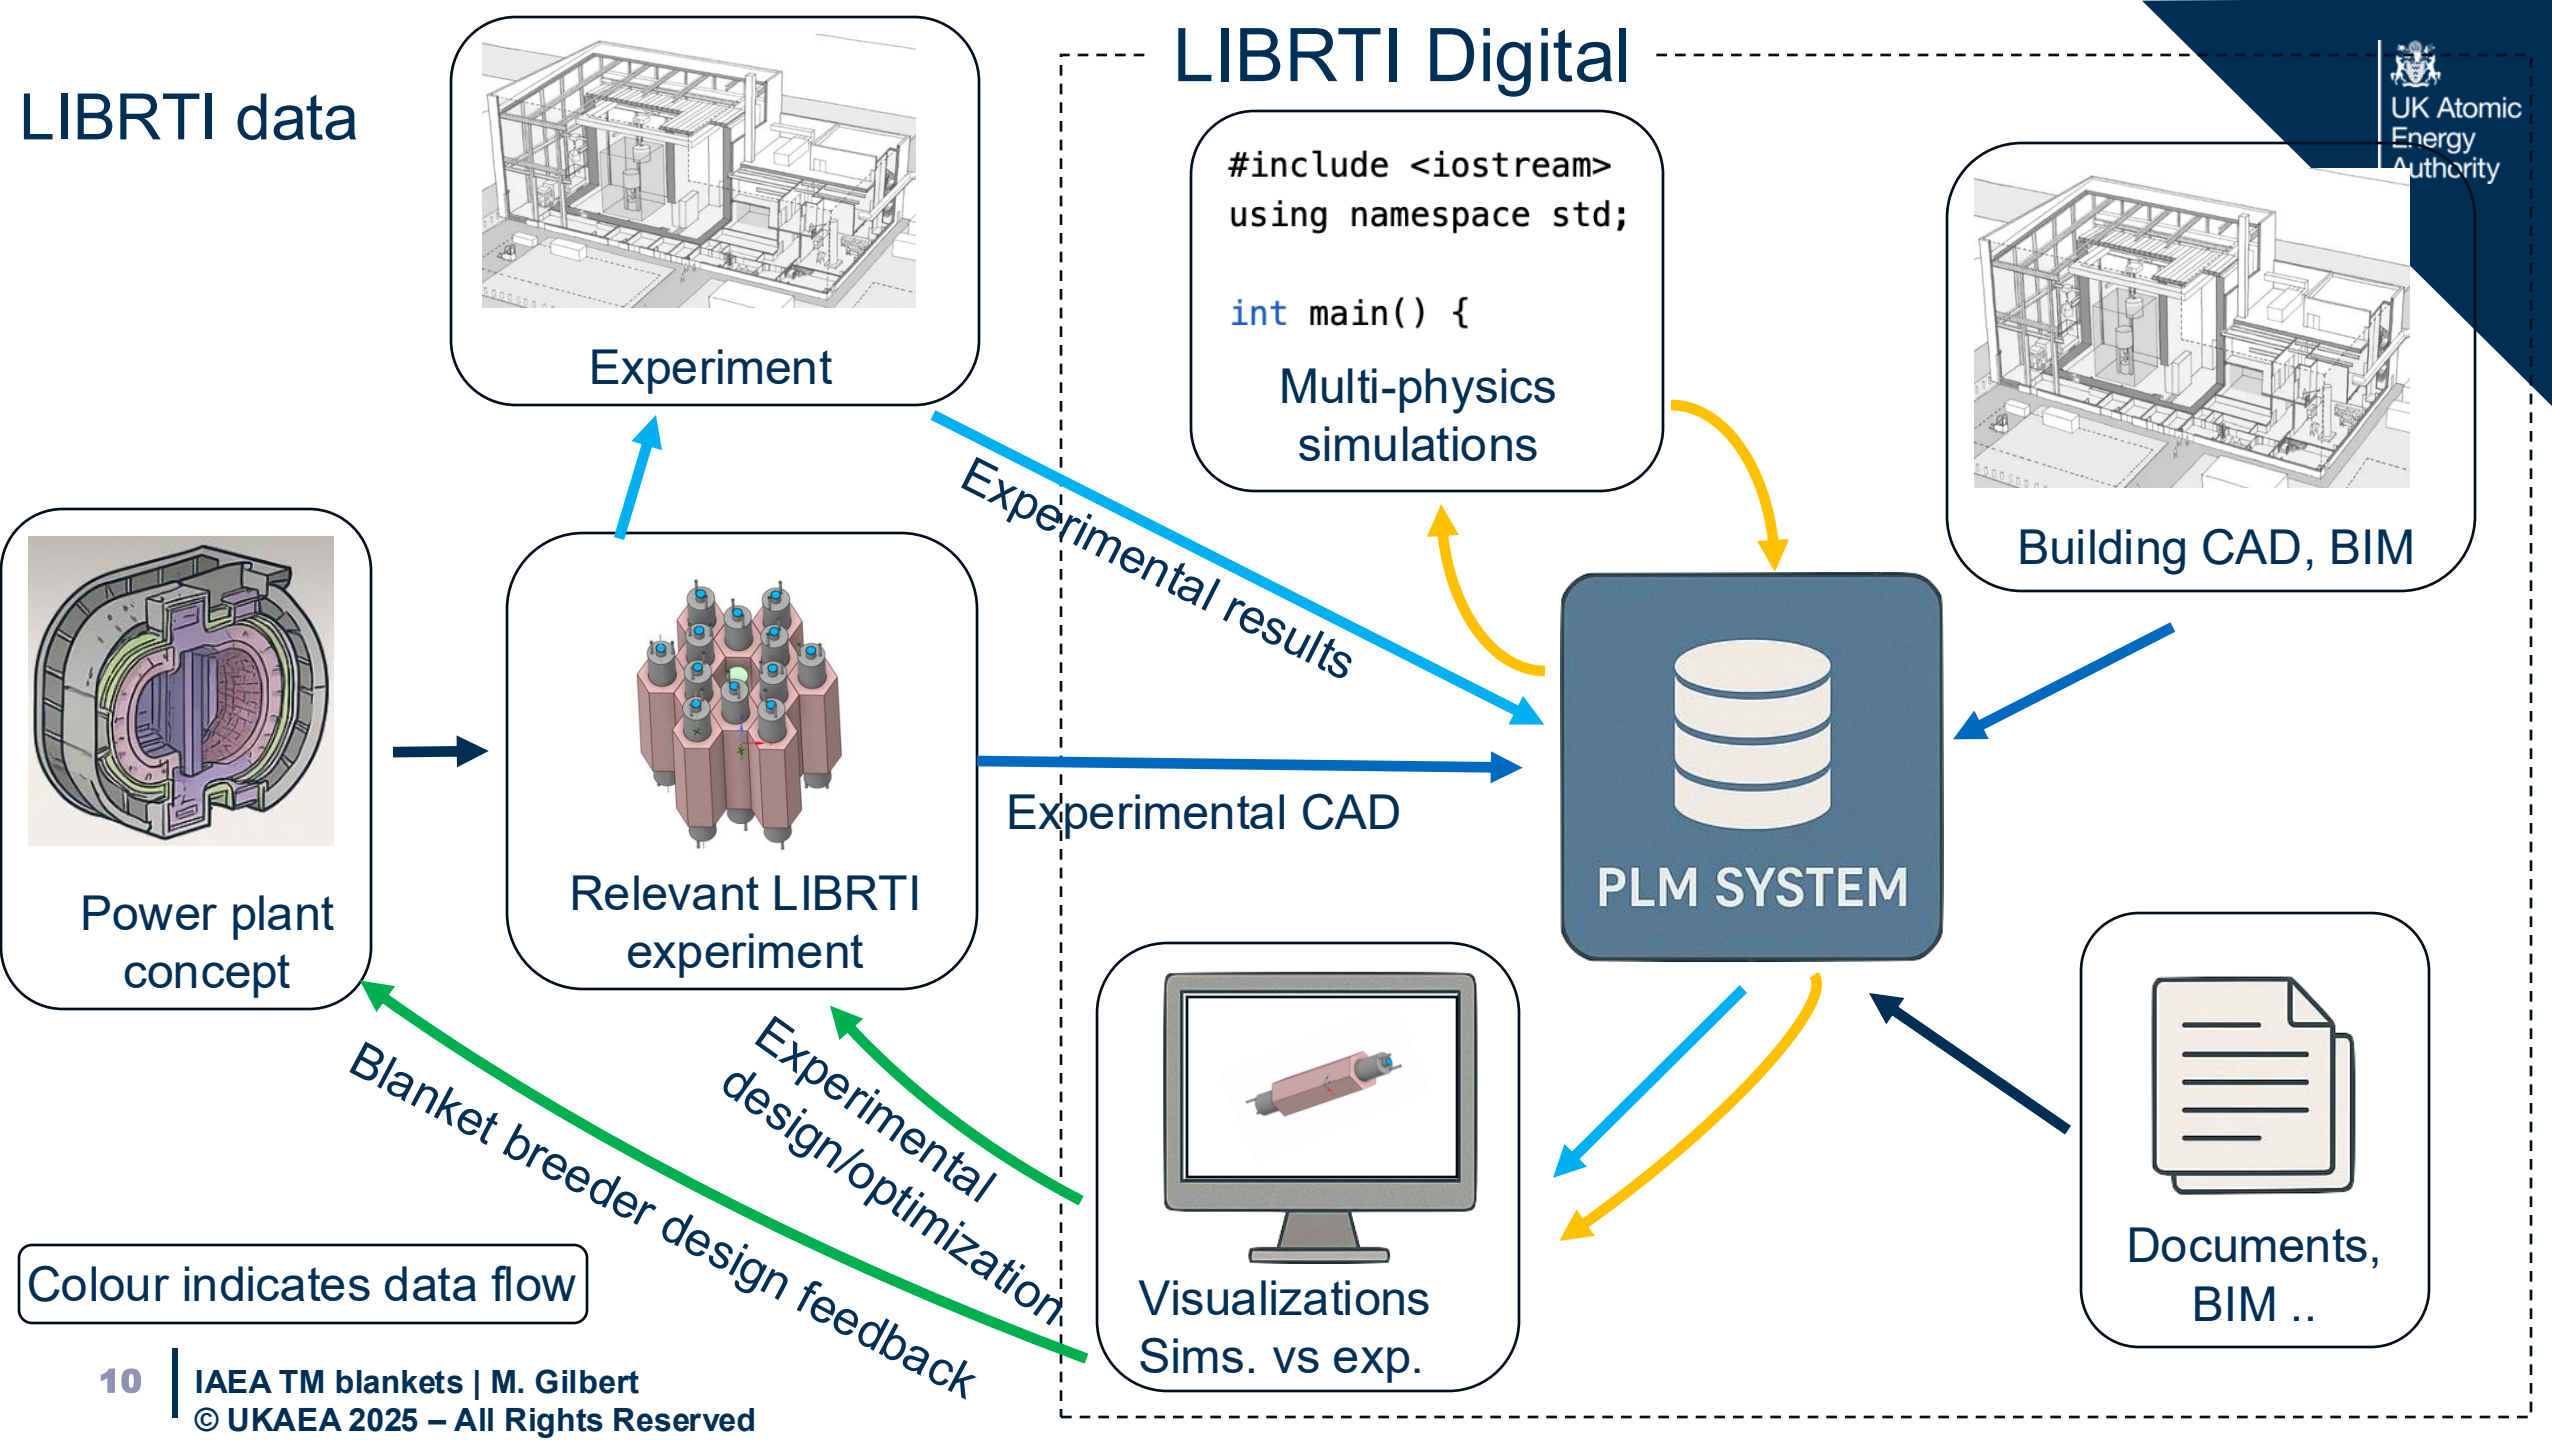 LIBRTI data
LIBRTI Digital
UK Atomic
Energy
Authority
Experiment
#include <iostream>
using namespace std;
int main() {
Multi-physics
simulations
Building CAD, BIM
Experimental results
Power plant
concept
Relevant LIBRTI
experiment
Experimental CAD
PLM SYSTEM
Experimental
design/optimization
Blanket breeder design feedback
Visualizations
Sims. vs exp.
Documents,
BIM ..
Colour indicates data flow
10
IAEA TM blankets | M. Gilbert
© UKAEA 2025 – All Rights Reserved